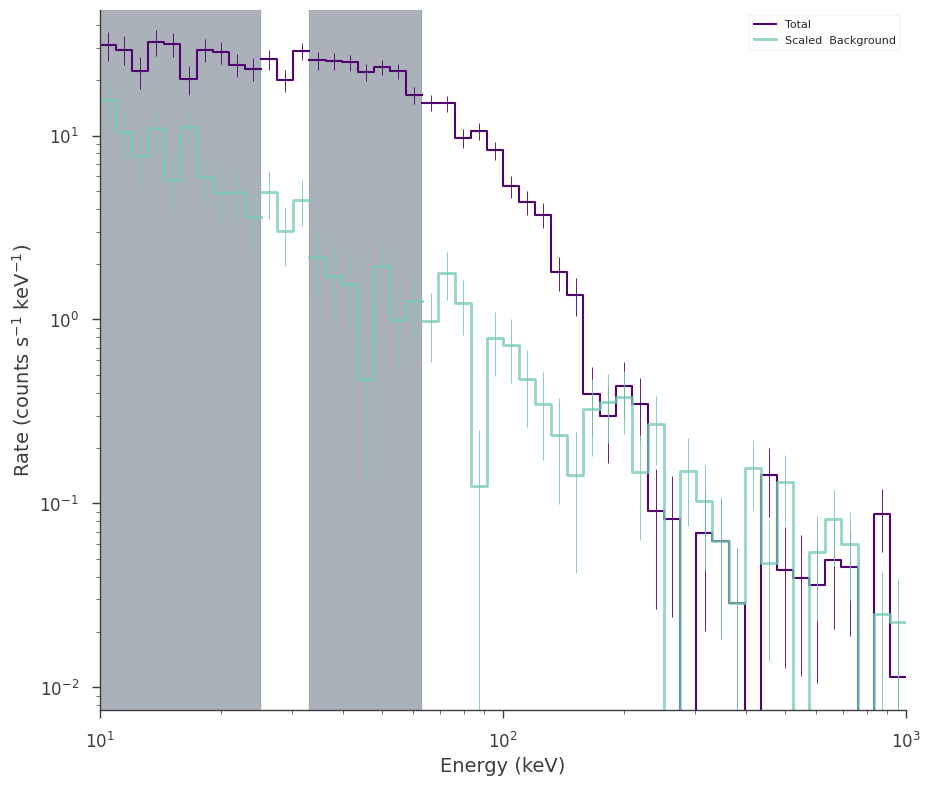 Total
Scaled  Background
10¹
10⁰
10⁻¹
10⁻²
Rate (counts s⁻¹ keV⁻¹)
10¹
10²
10³
Energy (keV)